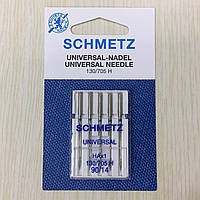 SCHMETZ
UNIVERSAL-NADEL
UNIVERSAL NEEDLE
130/705 H
SCHMETZ
UNIVERSAL
HAx1
130/705 H
90/14